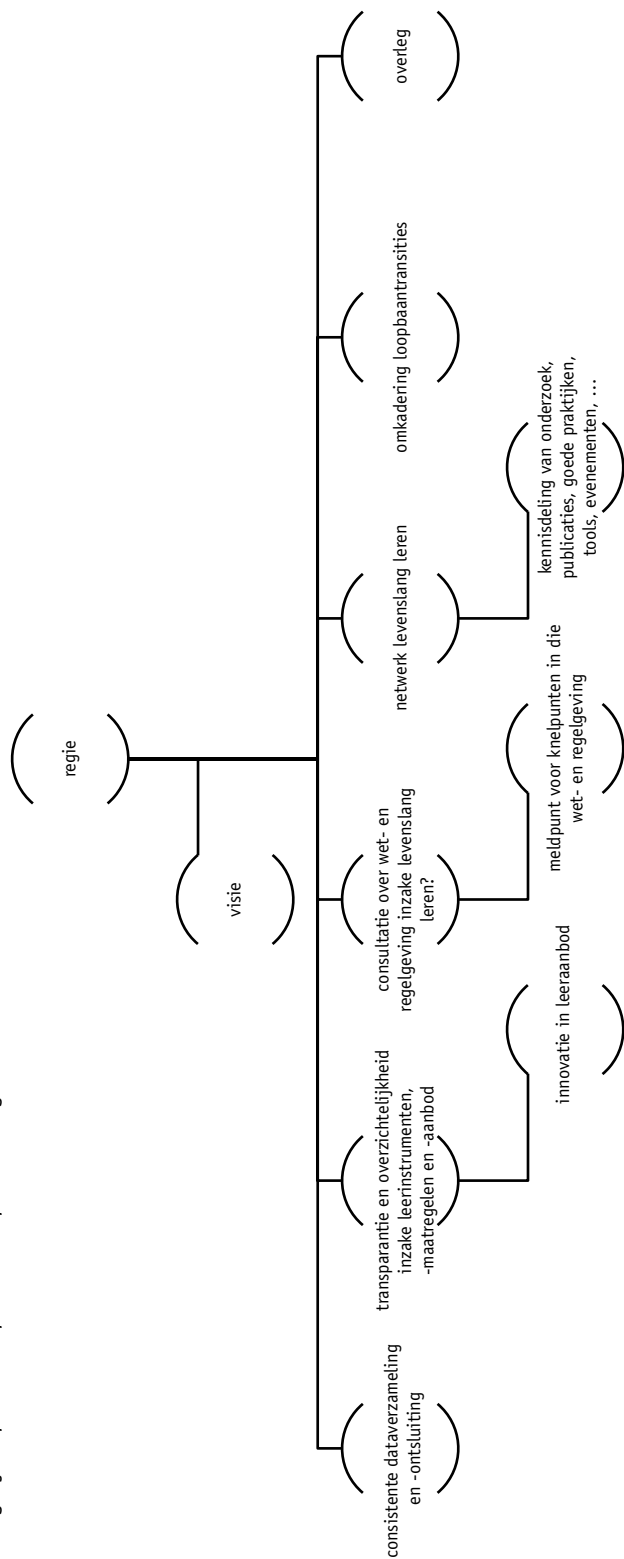 regie
visie
consistente dataverzameling
en -ontsluiting
transparantie en overzichtelijkheid
inzake leerinstrumenten,
-maatregelen en -aanbod
innovatie in leeraanbod
consultatie over wet- en
regelgeving inzake levenslang
leren?
meldpunt voor knelpunten in die
wet- en regelgeving
netwerk levenslang leren
kennisdeling van onderzoek,
publicaties, goede praktijken,
tools, evenementen, ...
omkadering loopbaantransities
overleg